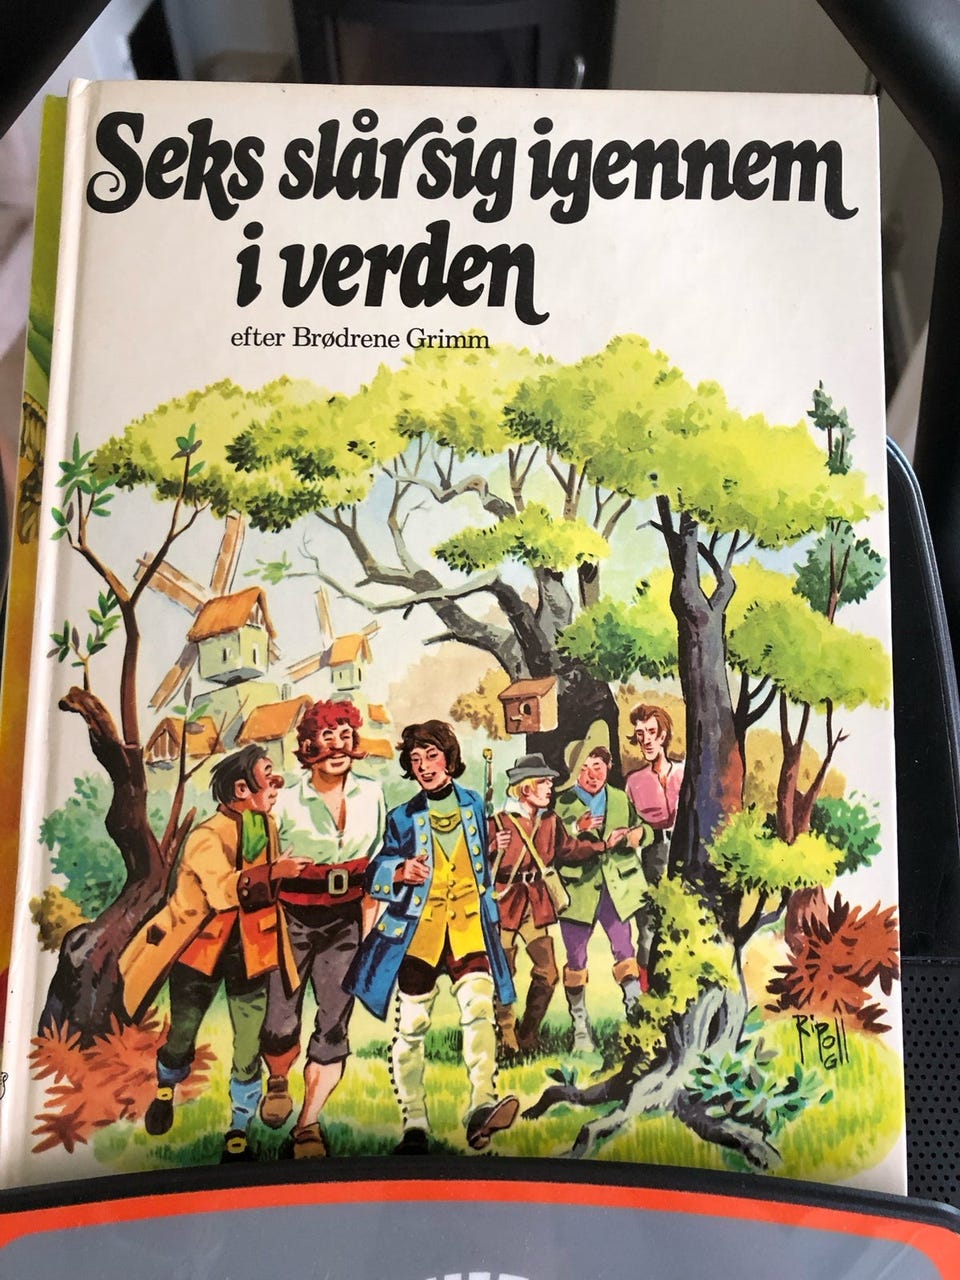 Seks slår sig igennem
i verden
efter Brødrene Grimm
Ripoll
G